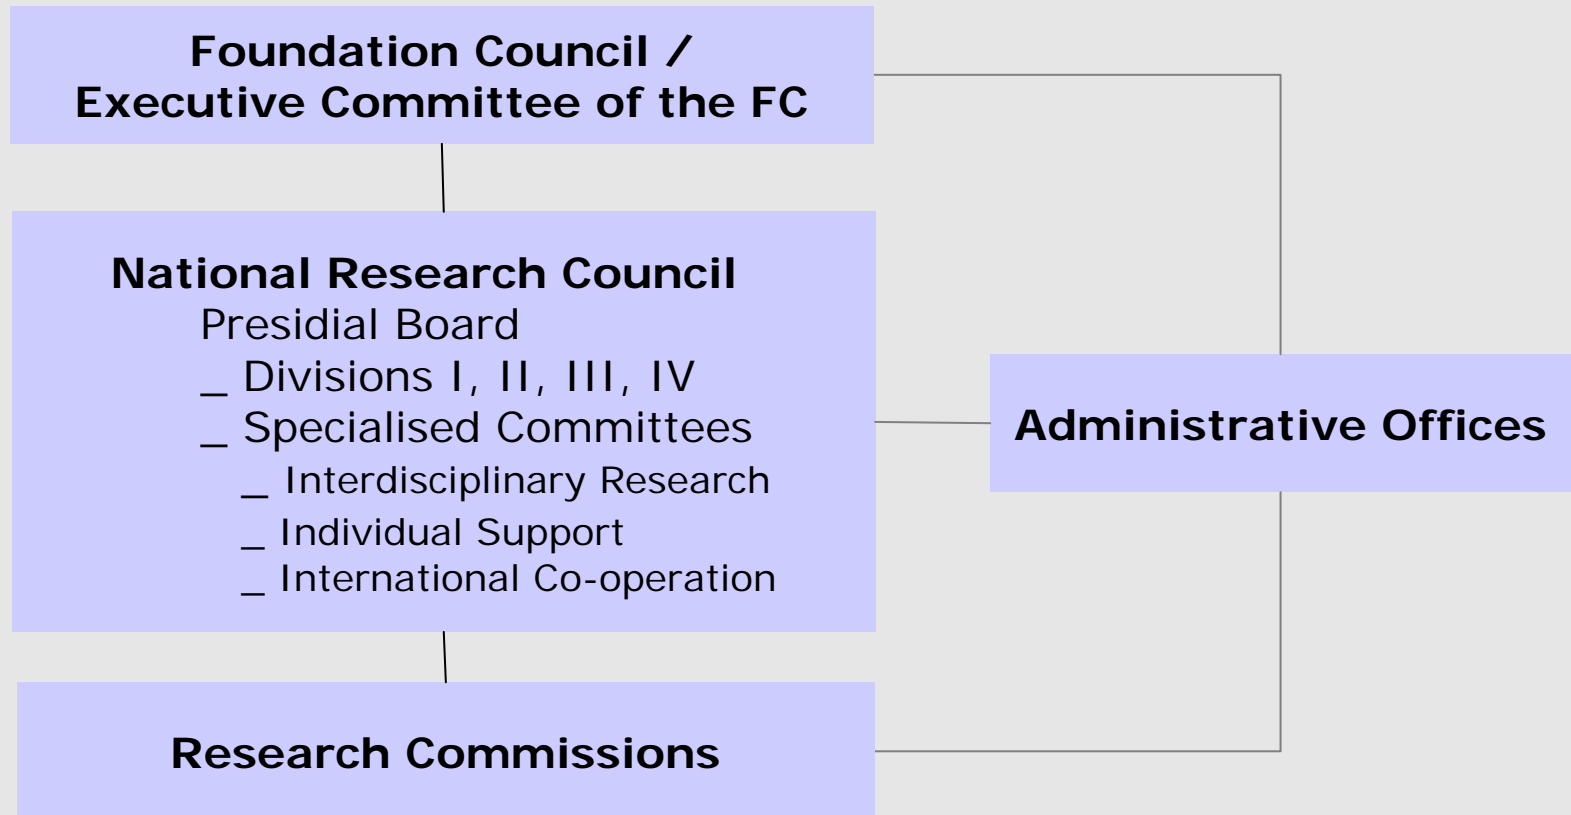 Foundation Council /
Executive Committee of the FC
National Research Council
Presidial Board
_ Divisions I, II, III, IV
_ Specialised Committees
_ Interdisciplinary Research
_ Individual Support
_ International Co-operation
Administrative Offices
Research Commissions